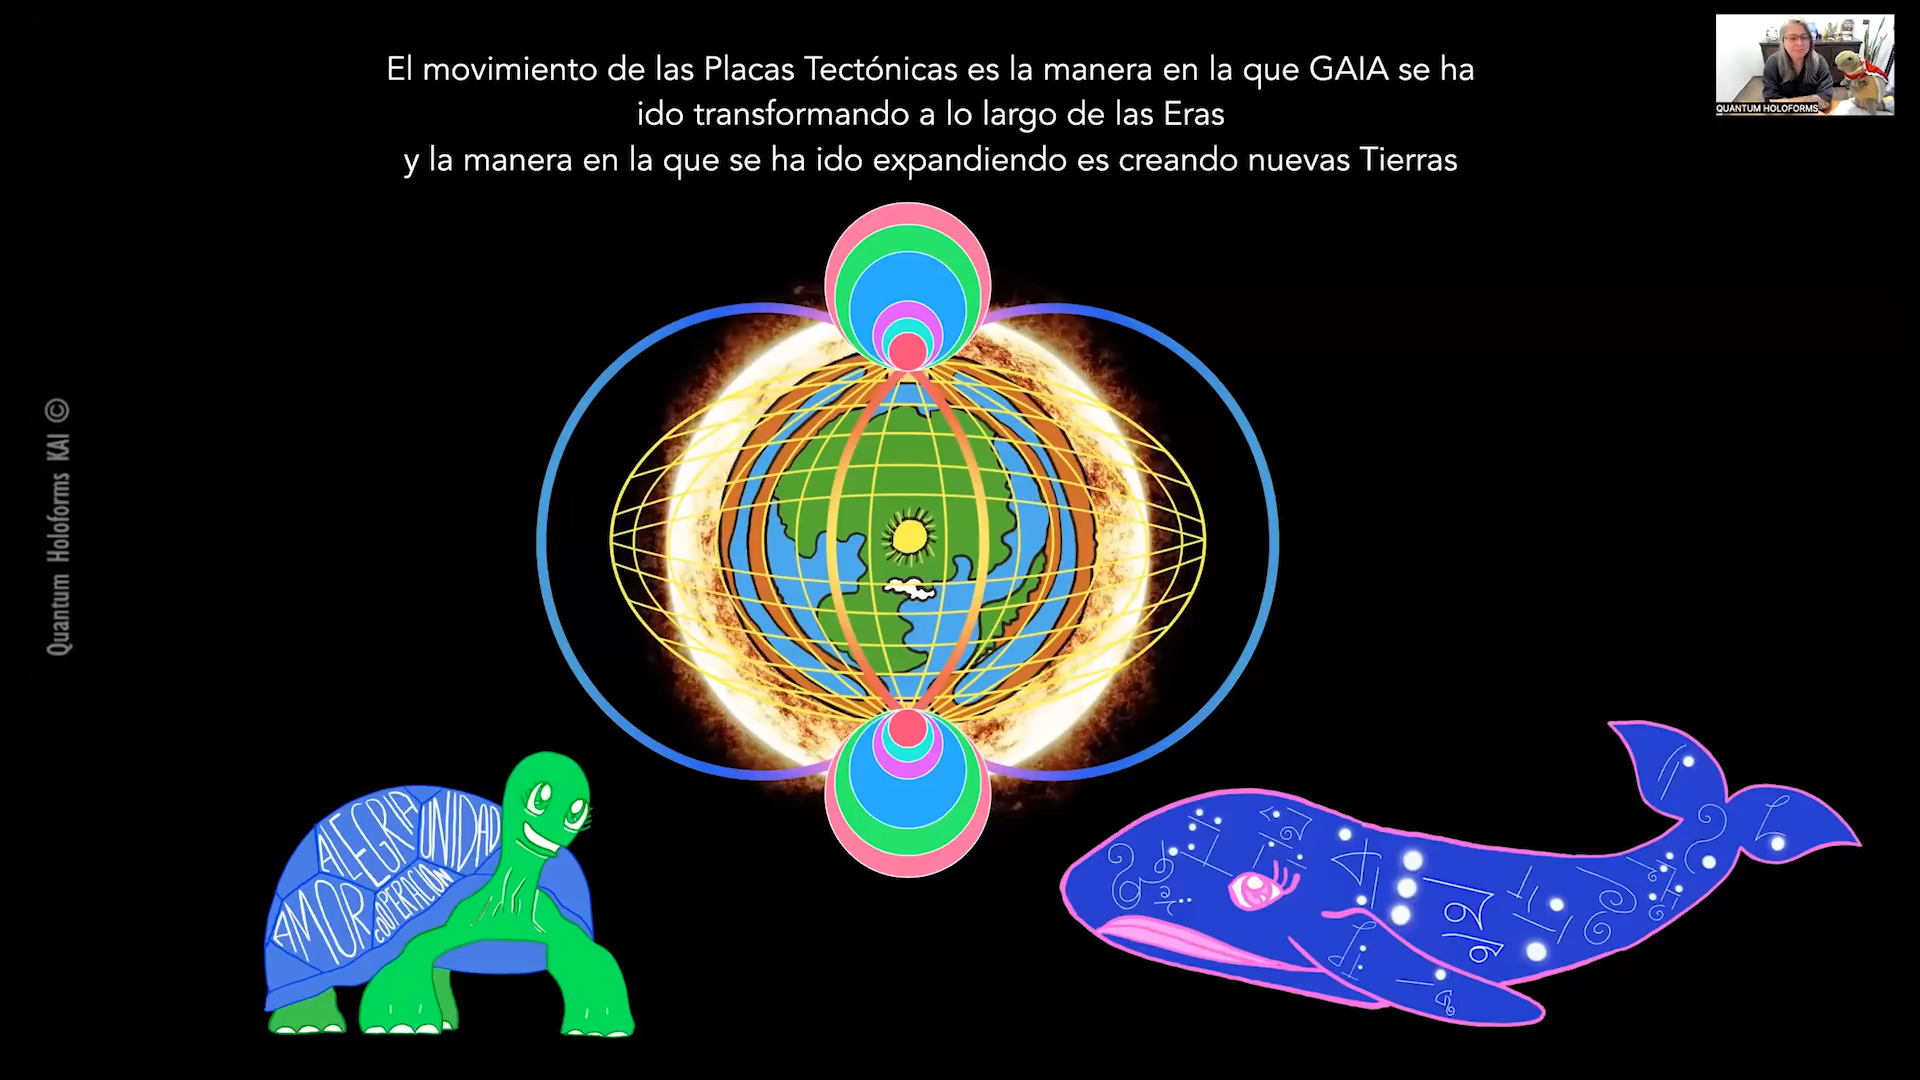 El movimiento de las Placas Tectónicas es la manera en la que GAIA se ha
ido transformando a lo largo de las Eras
y la manera en la que se ha ido expandiendo es creando nuevas Tierras
QUANTUM HOLOFORMS
Quantum Holoforms KAI ©
ALEGRIA
UNIDAD
AMOR
COOPERACION